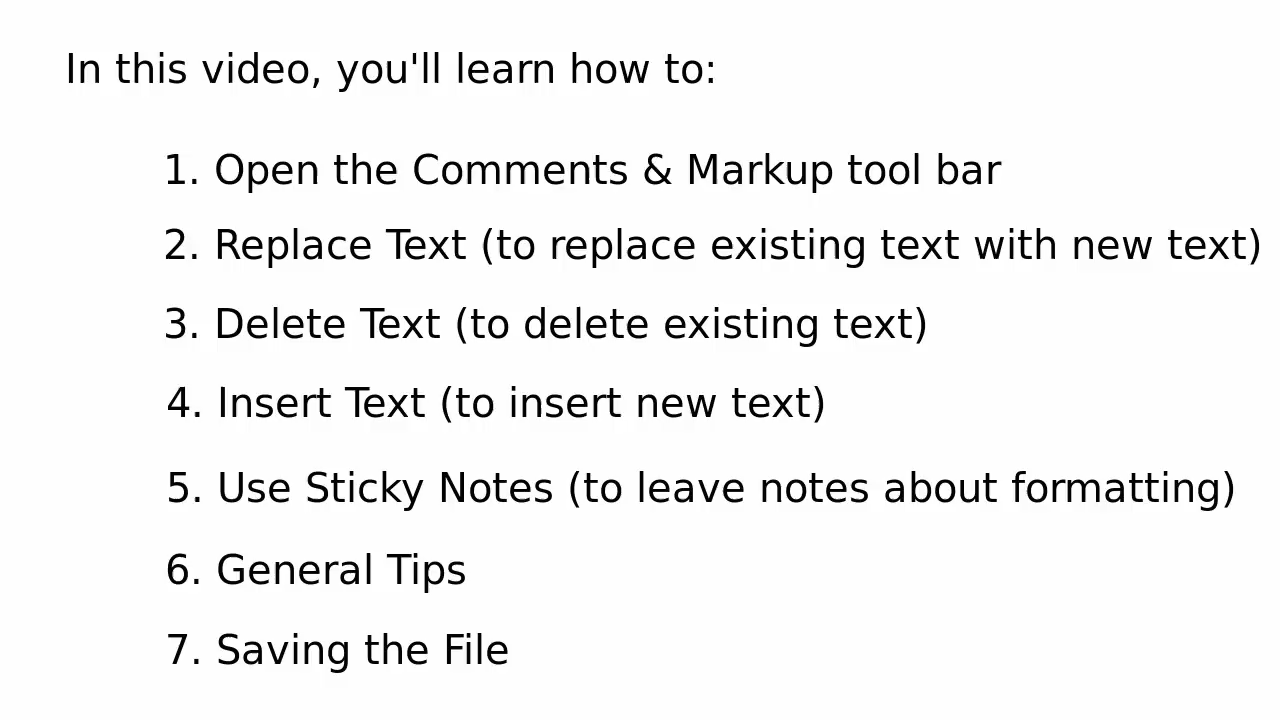 In this video, you'll learn how to:
1. Open the Comments & Markup tool bar
2. Replace Text (to replace existing text with new text)
3. Delete Text (to delete existing text)
4. Insert Text (to insert new text)
5. Use Sticky Notes (to leave notes about formatting)
6. General Tips
7. Saving the File